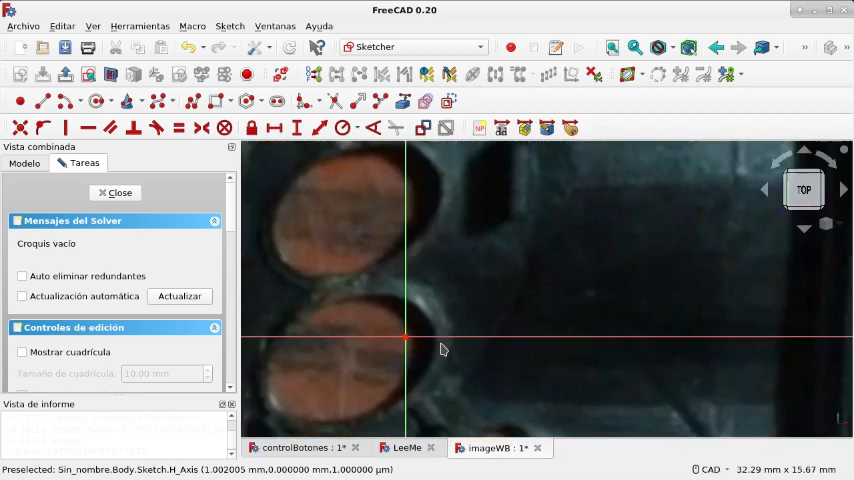 FreeCAD 0.20
Archivo Editar Ver Herramientas Macro Sketch Ventanas Ayuda
Sketcher
Vista combinada
Modelo Tareas
Close
Mensajes del Solver
Croquis vacío
Auto eliminar redundantes
Actualización automática Actualizar
Controles de edición
Mostrar cuadrícula
Tamaño de cuadrícula: 10.00 mm
Vista de informe
TOP
controlBotones : 1* LeeMe imageWB : 1*
Preselected: Sin_nombre.Body.Sketch.H_Axis (1.002005 mm,0.000000 mm,1.000000 µm) CAD 32.29 mm x 15.67 mm